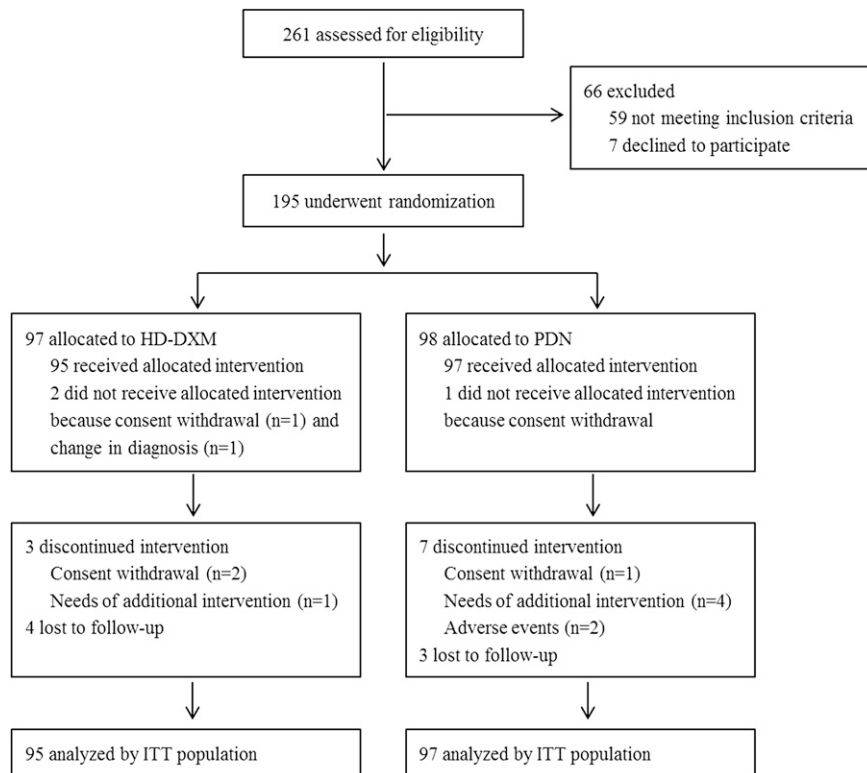 261 assessed for eligibility
66 excluded
59 not meeting inclusion criteria
7 declined to participate
195 underwent randomization
97 allocated to HD-DXM
95 received allocated intervention
2 did not receive allocated intervention
because consent withdrawal (n=1) and
change in diagnosis (n=1)
98 allocated to PDN
97 received allocated intervention
1 did not receive allocated intervention
because consent withdrawal
3 discontinued intervention
Consent withdrawal (n=2)
Needs of additional intervention (n=1)
4 lost to follow-up
7 discontinued intervention
Consent withdrawal (n=1)
Needs of additional intervention (n=4)
Adverse events (n=2)
3 lost to follow-up
95 analyzed by ITT population
97 analyzed by ITT population